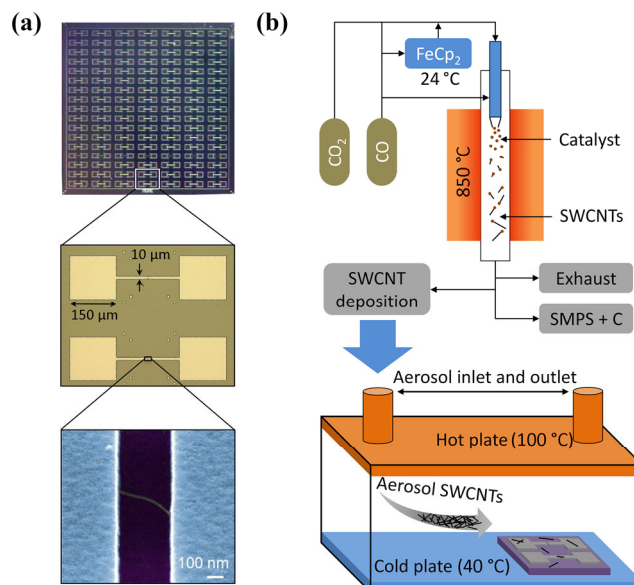 (a)
10 μm
150 μm
100 nm
(b)
FeCp2
24 °C
CO2
CO
850 °C
Catalyst
SWCNTs
SWCNT
deposition
Exhaust
SMPS + C
Aerosol inlet and outlet
Hot plate (100 °C)
Aerosol SWCNTs
Cold plate (40 °C)